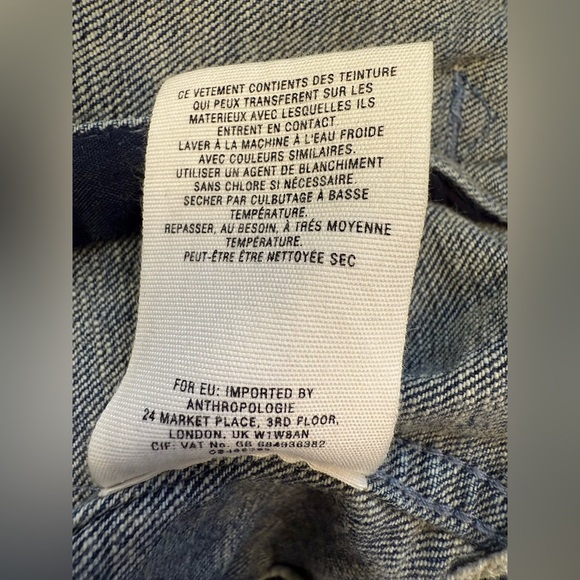 CE VETEMENT CONTIENTS DES TEINTURE
QUI PEUX TRANSFERENT SUR LES
MATERIEUX AVEC LESQUELLES ILS
ENTRENT EN CONTACT.
LAVER À LA MACHINE À L'EAU FROIDE
AVEC COULEURS SIMILAIRES.
UTILISER UN AGENT DE BLANCHIMENT
SANS CHLORE SI NÉCESSAIRE.
SECHER PAR CULBUTAGE À BASSE
TEMPÉRATURE.
REPASSER, AU BESOIN, À TRÉS MOYENNE
TEMPÉRATURE.
PEUT-ÊTRE ÊTRE NETTOYÉE SEC
FOR EU: IMPORTED BY
ANTHROPOLOGIE
24 MARKET PLACE, 3RD FLOOR,
LONDON, UK W1W8AN
CIF: VAT No. GB 684936382